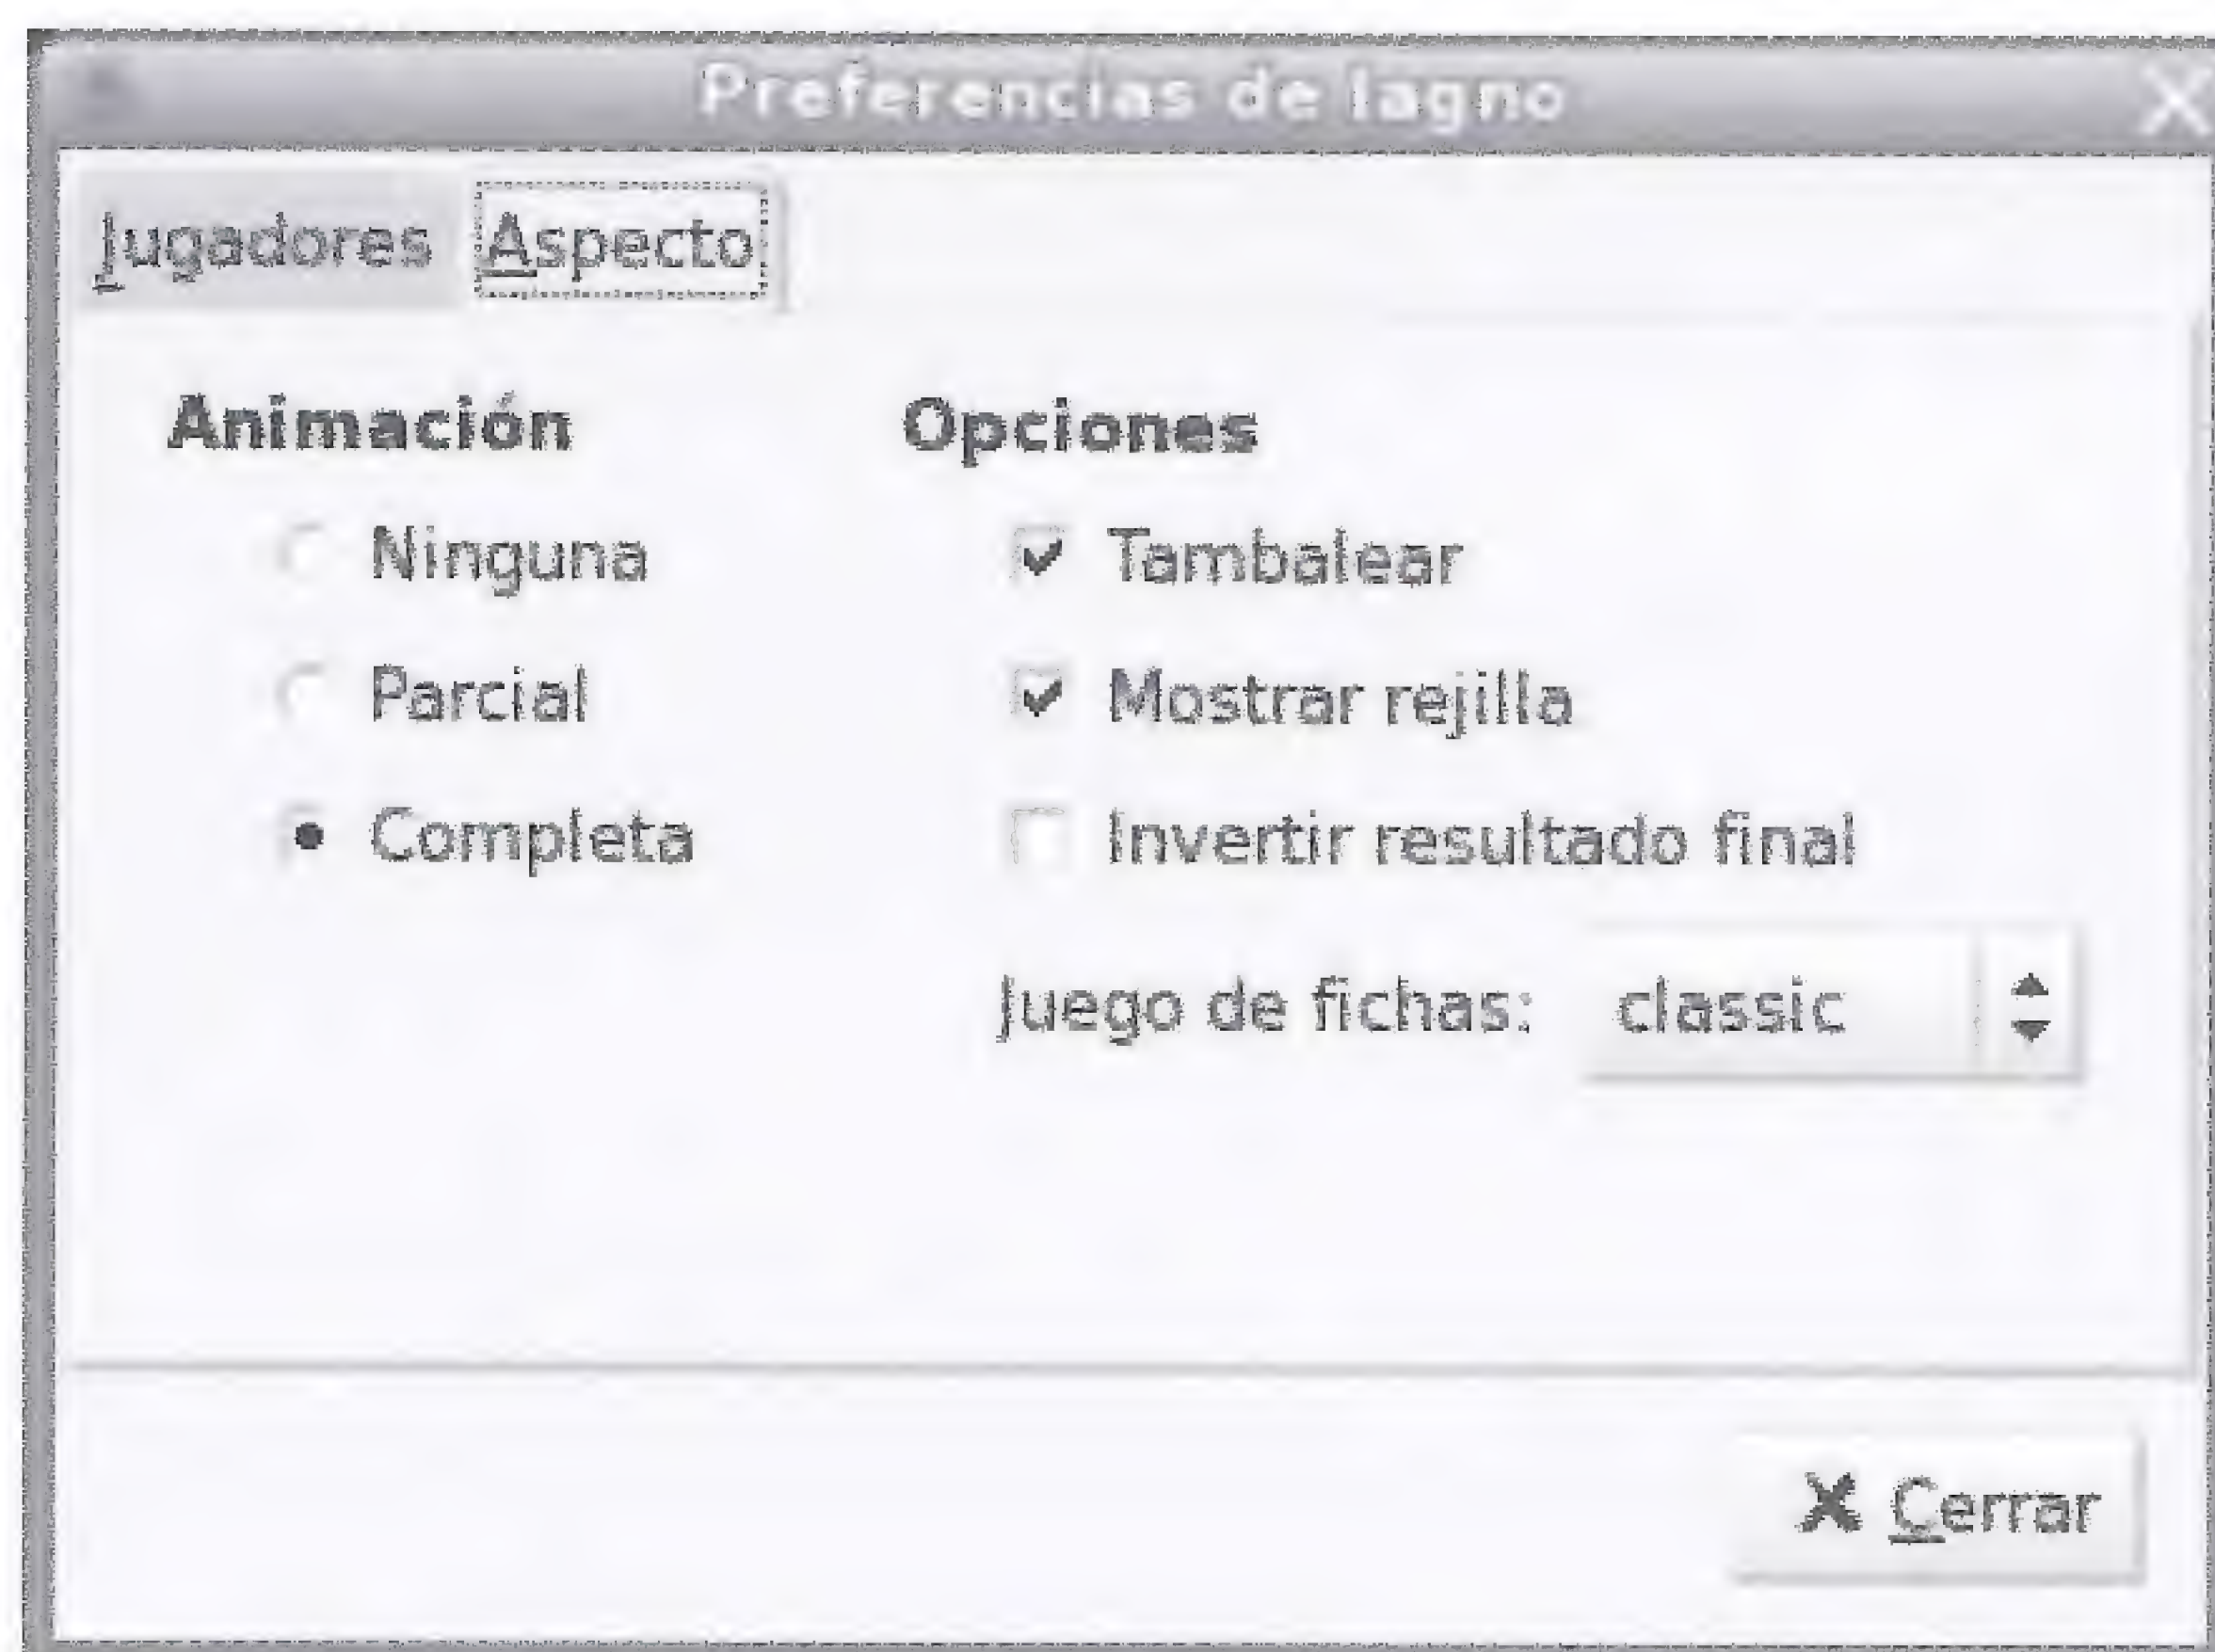 Preferencias de Iagno
Jugadores Aspecto
Animación
Ninguna
Parcial
Completa
Opciones
Tambalear
Mostrar rejilla
Invertir resultado final
Juego de fichas: classic
Cerrar